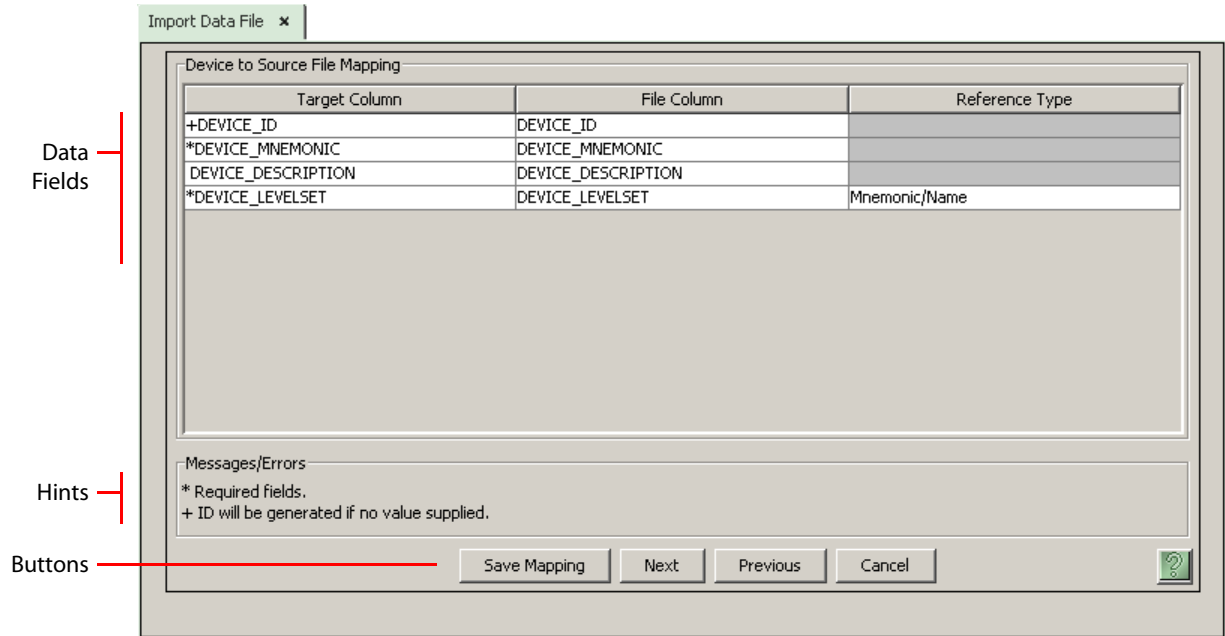 Import Data File ×
Device to Source File Mapping
Target Column File Column Reference Type
+DEVICE_ID DEVICE_ID
*DEVICE_MNEMONIC DEVICE_MNEMONIC
DEVICE_DESCRIPTION DEVICE_DESCRIPTION
*DEVICE_LEVELSET DEVICE_LEVELSET Mnemonic/Name
Data
Fields
Messages/Errors
* Required fields.
+ ID will be generated if no value supplied.
Hints
Buttons
Save Mapping Next Previous Cancel ?